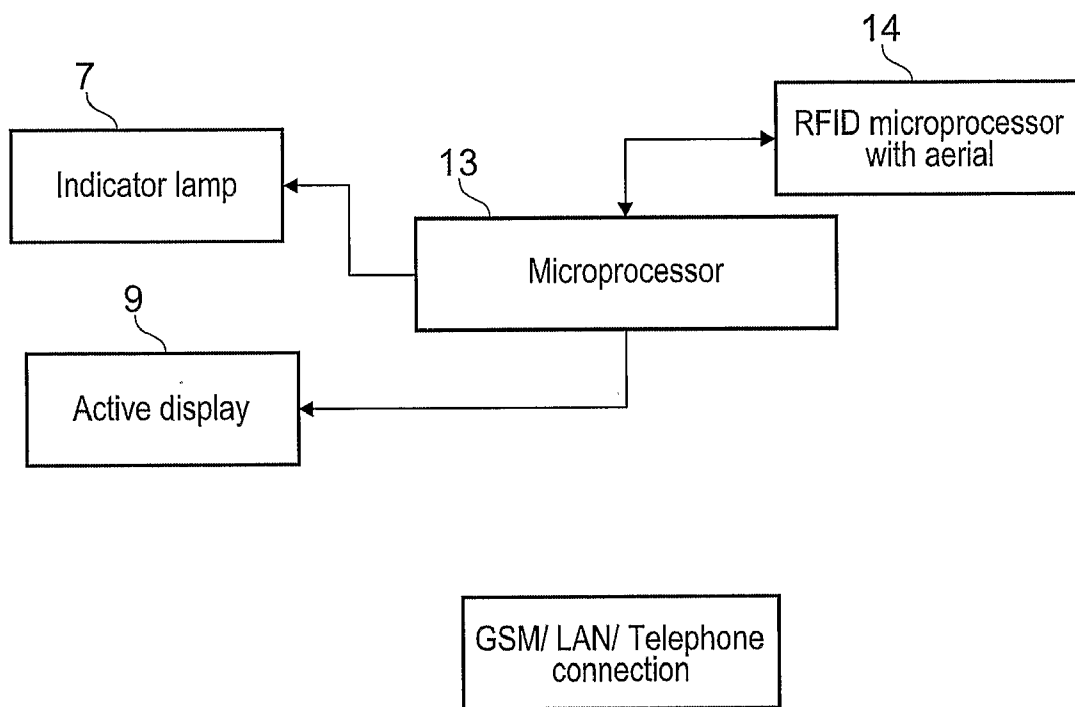 14
7
RFID microprocessor
with aerial
Indicator lamp
13
Microprocessor
9
Active display
GSM/ LAN/ Telephone
connection